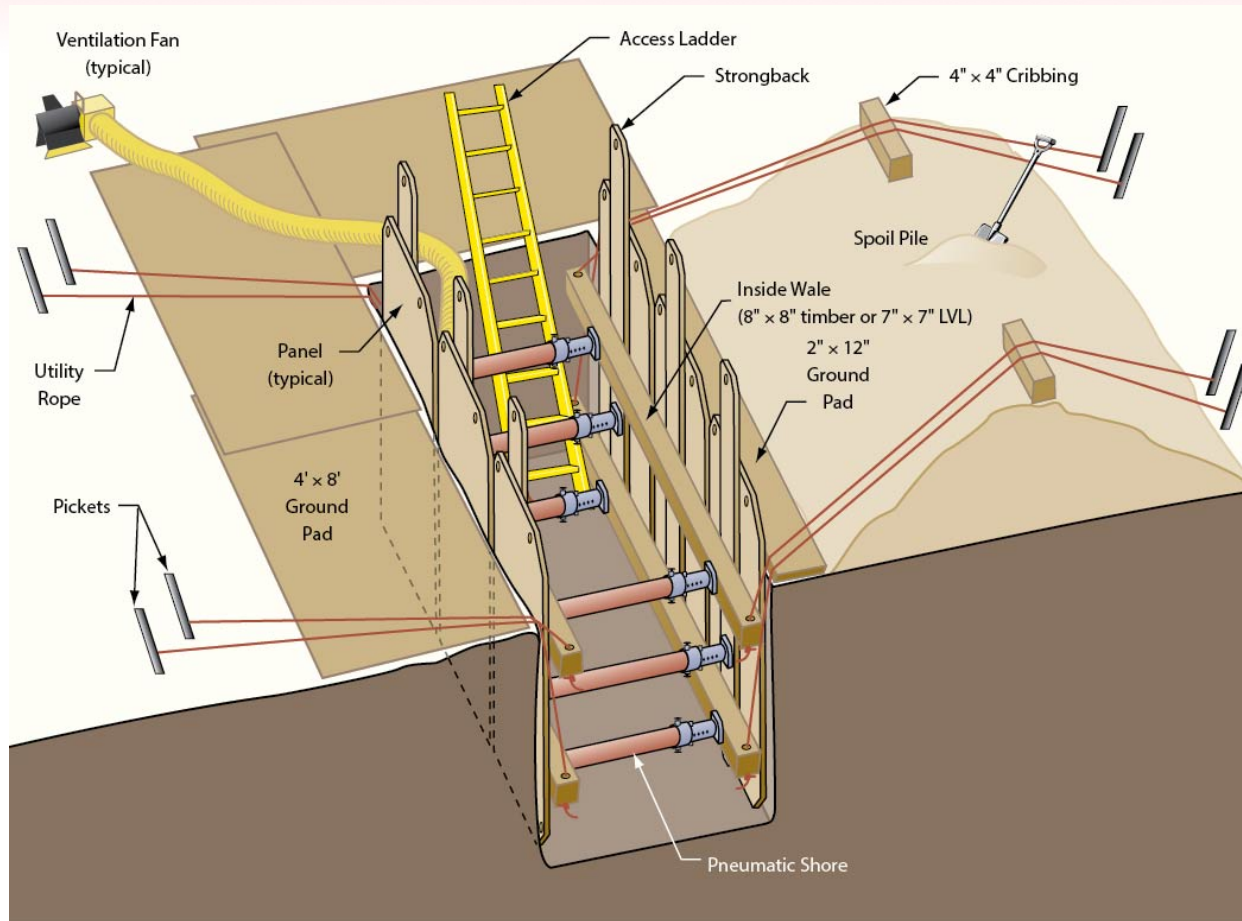 Ventilation Fan
(typical)
Access Ladder
Strongback
4" × 4" Cribbing
Spoil Pile
Inside Wale
(8" × 8" timber or 7" × 7" LVL)
2" × 12"
Ground
Pad
Panel
(typical)
Utility
Rope
4' × 8'
Ground
Pad
Pickets
Pneumatic Shore